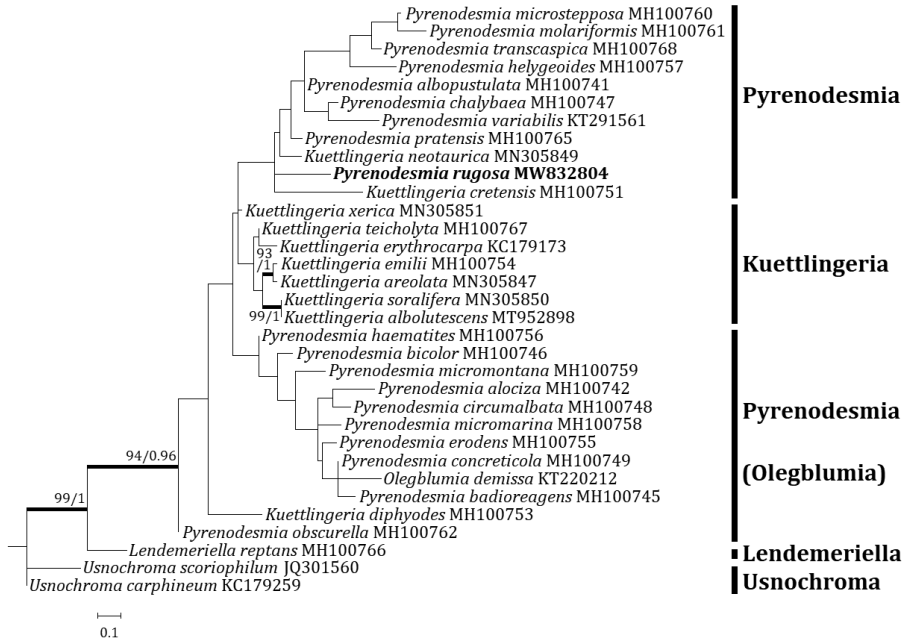 Pyrenodesmia microstepposa MH100760
Pyrenodesmia molariformis MH100761
Pyrenodesmia transcaspica MH100768
Pyrenodesmia helygeoides MH100757
Pyrenodesmia albopustulata MH100741
Pyrenodesmia chalybaea MH100747
Pyrenodesmia variabilis KT291561
Pyrenodesmia pratensis MH100765
Kuettlingeria neotaurica MN305849
Pyrenodesmia rugosa MW832804
Kuettlingeria cretensis MH100751
Pyrenodesmia
Kuettlingeria xerica MN305851
Kuettlingeria teicholyta MH100767
Kuettlingeria erythrocarpa KC179173
93
/1
Kuettlingeria emilii MH100754
Kuettlingeria areolata MN305847
Kuettlingeria soralifera MN305850
99/1
Kuettlingeria albolutescens MT952898
Kuettlingeria
Pyrenodesmia haematites MH100756
Pyrenodesmia bicolor MH100746
Pyrenodesmia micromontana MH100759
Pyrenodesmia alociza MH100742
Pyrenodesmia circumalbata MH100748
Pyrenodesmia micromarina MH100758
Pyrenodesmia erodens MH100755
Pyrenodesmia concreticola MH100749
Olegblumia demissa KT220212
Pyrenodesmia badioreagens MH100745
Kuettlingeria diphyodes MH100753
94/0.96
Pyrenodesmia obscurella MH100762
Pyrenodesmia
(Olegblumia)
99/1
Lendemeriella reptans MH100766
Lendemeriella
Usnochroma scoriophilum JQ301560
Usnochroma carphineum KC179259
Usnochroma
0.1